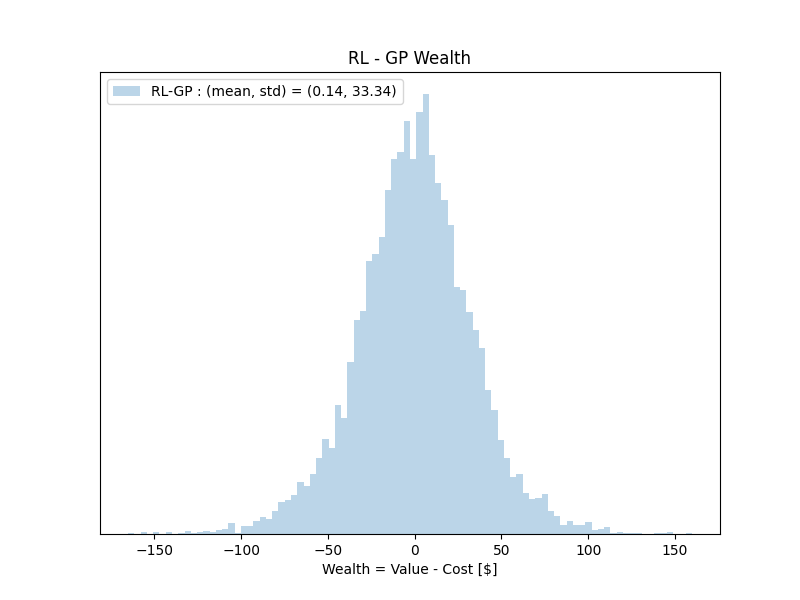 RL - GP Wealth
RL-GP : (mean, std) = (0.14, 33.34)
−150 −100 −50 0 50 100 150
Wealth = Value - Cost [$]